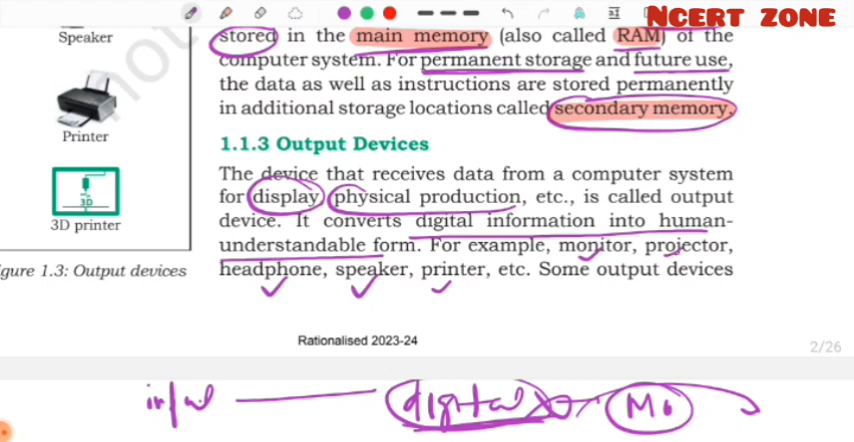 NCERT ZONE
Speaker
Printer
3D
3D printer
gure 1.3: Output devices
stored in the main memory (also called RAM) of the
computer system. For permanent storage and future use,
the data as well as instructions are stored permanently
in additional storage locations called secondary memory.
1.1.3 Output Devices
The device that receives data from a computer system
for display, physical production, etc., is called output
device. It converts digital information into human-
understandable form. For example, monitor, projector,
headphone, speaker, printer, etc. Some output devices
Rationalised 2023-24
2/26
digital